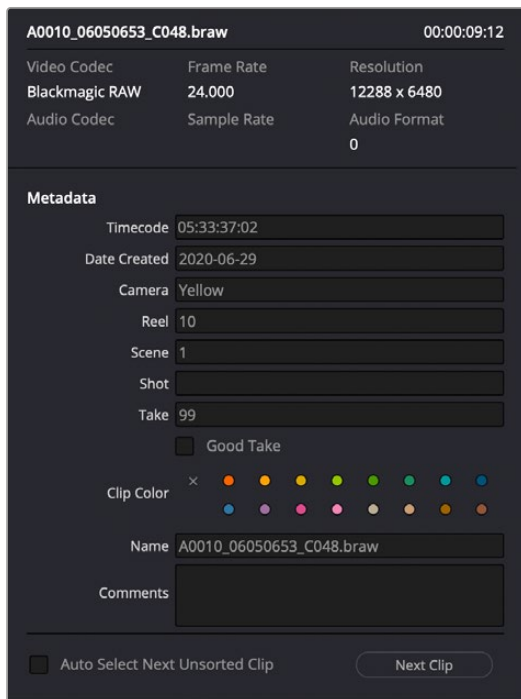 A0010_06050653_C048.braw 00:00:09:12
Video Codec Frame Rate Resolution
Blackmagic RAW 24.000 12288 x 6480
Audio Codec Sample Rate Audio Format
0
Metadata
Timecode 05:33:37:02
Date Created 2020-06-29
Camera Yellow
Reel 10
Scene 1
Shot
Take 99
Good Take
Clip Color
Name A0010_06050653_C048.braw
Comments
Auto Select Next Unsorted Clip Next Clip